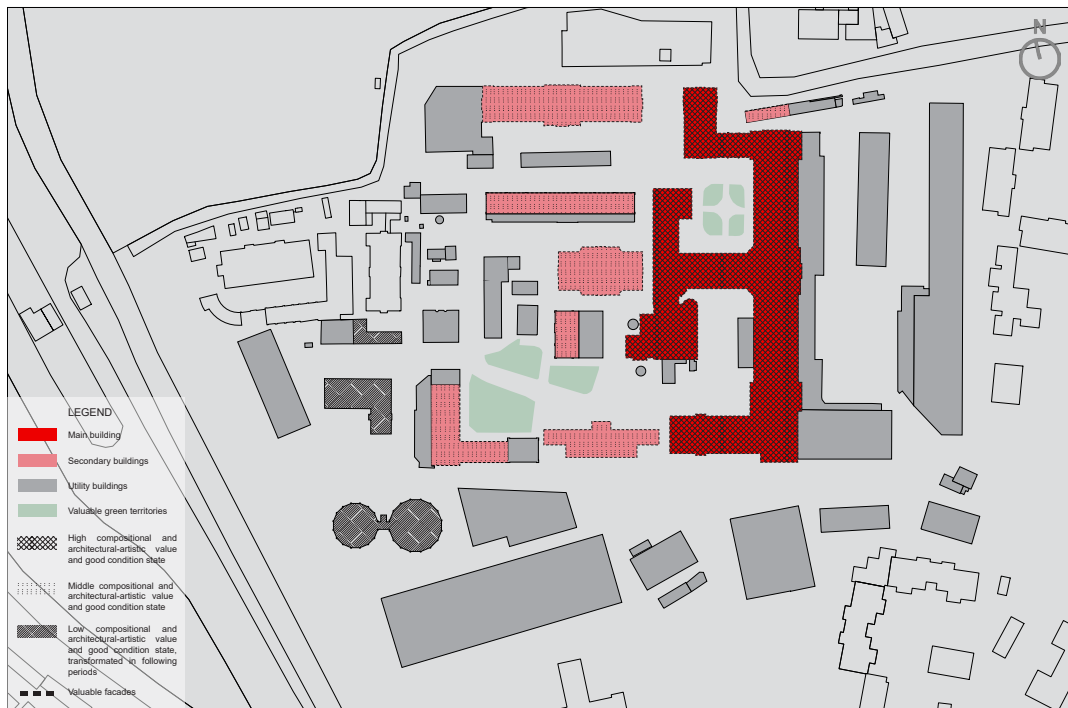 N
LEGEND
Main building
Secondary buildings
Utility buildings
Valuable green territories
High compositional and
architectural-artistic value
and good condition state
Middle compositional and
architectural-artistic value
and good condition state
Low compositional and
architectural-artistic value
and good condition state,
transformated in following
periods
Valuable facades